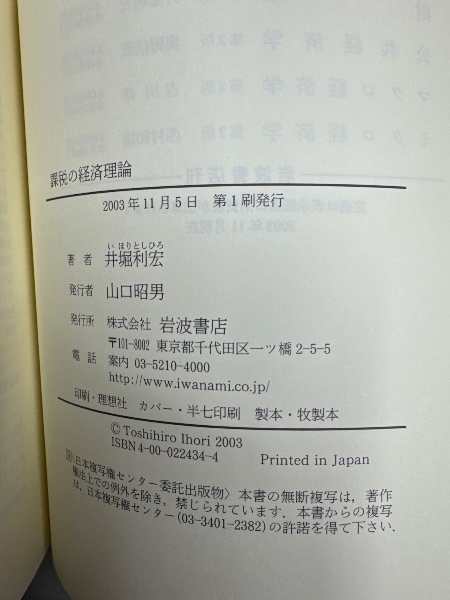 課税の経済理論
2003年11月5日 第1刷発行
いほりとしひろ
著者 井堀利宏
発行者 山口昭男
発行所 株式会社 岩波書店
〒101-8002 東京都千代田区一ツ橋2-5-5
電話 案内 03-5210-4000
http://www.iwanami.co.jp/
印刷・理想社 カバー・半七印刷 製本・牧製本
© Toshihiro Ihori 2003
ISBN4-00-022434-4 Printed in Japan
〈日本複写権センター委託出版物〉本書の無断複写は，著作
権法上での例外を除き，禁じられています．本書からの複写
は，日本複写権センター(03-3401-2382)の許諾を得て下さい．